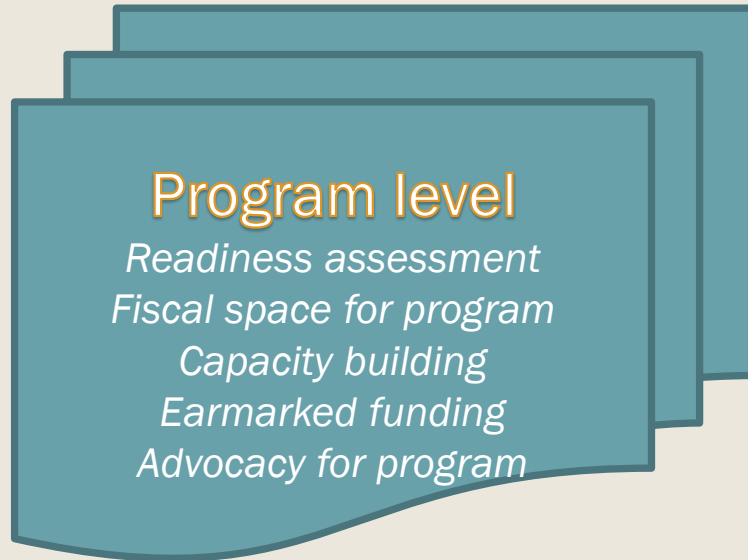 Program level
Readiness assessment
Fiscal space for program
Capacity building
Earmarked funding
Advocacy for program